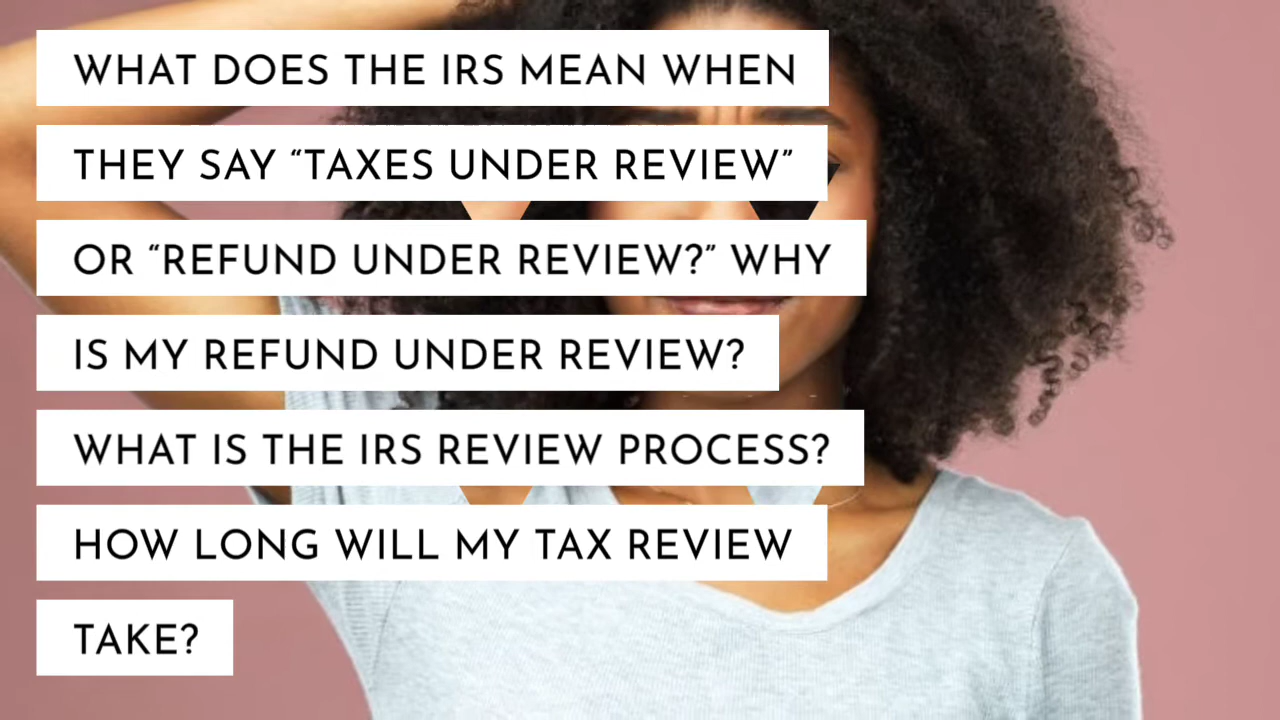 WHAT DOES THE IRS MEAN WHEN
THEY SAY “TAXES UNDER REVIEW”
OR “REFUND UNDER REVIEW?” WHY
IS MY REFUND UNDER REVIEW?
WHAT IS THE IRS REVIEW PROCESS?
HOW LONG WILL MY TAX REVIEW
TAKE?